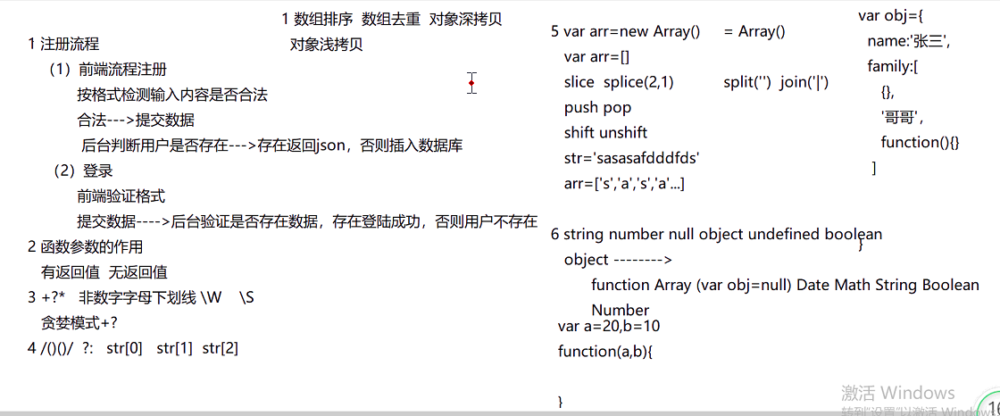 1 数组排序 数组去重 对象深拷贝
对象浅拷贝
1 注册流程
（1）前端流程注册
按格式检测输入内容是否合法
合法--->提交数据
后台判断用户是否存在--->存在返回json，否则插入数据库
（2）登录
前端验证格式
提交数据---->后台验证是否存在数据，存在登陆成功，否则用户不存在
2 函数参数的作用
有返回值 无返回值
3 +?* 非数字字母下划线 \W \S
贪婪模式+?
4 /()()/ ?: str[0] str[1] str[2]
5 var arr=new Array() = Array()
var arr=[]
slice splice(2,1) split('') join('|')
push pop
shift unshift
str='sasasafdddfds'
arr=['s','a','s','a'...]
var obj={
name:'张三',
family:[
{},
'哥哥',
function(){}
]
}
6 string number null object undefined boolean
object -------->
function Array (var obj=null) Date Math String Boolean
Number
var a=20,b=10
function(a,b){
}
激活 Windows
转到"设置"以激活 Windows
16